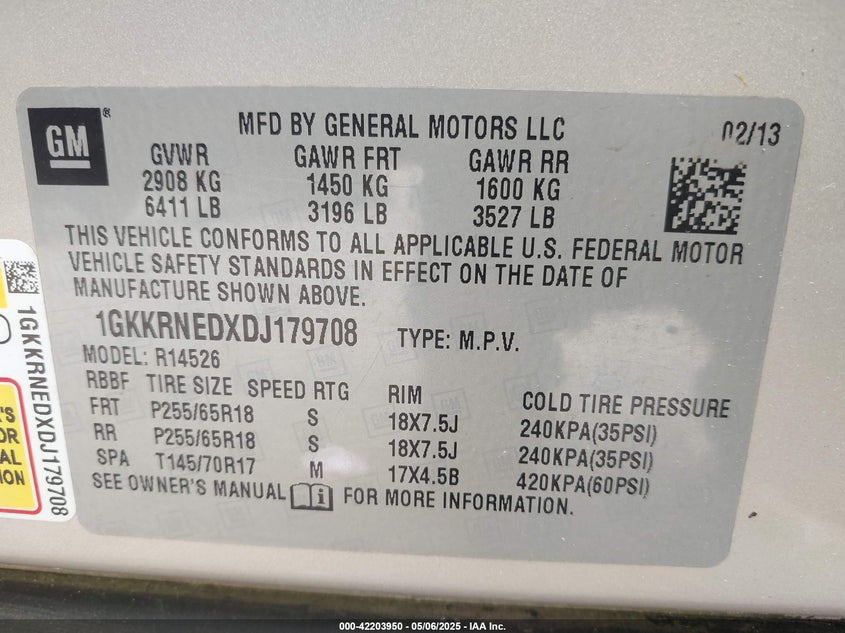 GM ®
MFD BY GENERAL MOTORS LLC 02/13
GVWR GAWR FRT GAWR RR
2908 KG 1450 KG 1600 KG
6411 LB 3196 LB 3527 LB
THIS VEHICLE CONFORMS TO ALL APPLICABLE U.S. FEDERAL MOTOR
VEHICLE SAFETY STANDARDS IN EFFECT ON THE DATE OF
MANUFACTURE SHOWN ABOVE.
1GKKRNEDXDJ179708 TYPE: M.P.V.
MODEL: R14526
RBBF TIRE SIZE SPEED RTG RIM COLD TIRE PRESSURE
FRT P255/65R18 S 18X7.5J 240KPA(35PSI)
RR P255/65R18 S 18X7.5J 240KPA(35PSI)
SPA T145/70R17 M 17X4.5B 420KPA(60PSI)
SEE OWNER'S MANUAL FOR MORE INFORMATION.
1GKKRNEDXDJ179708
000-42203950 - 05/06/2025 - IAA Inc.